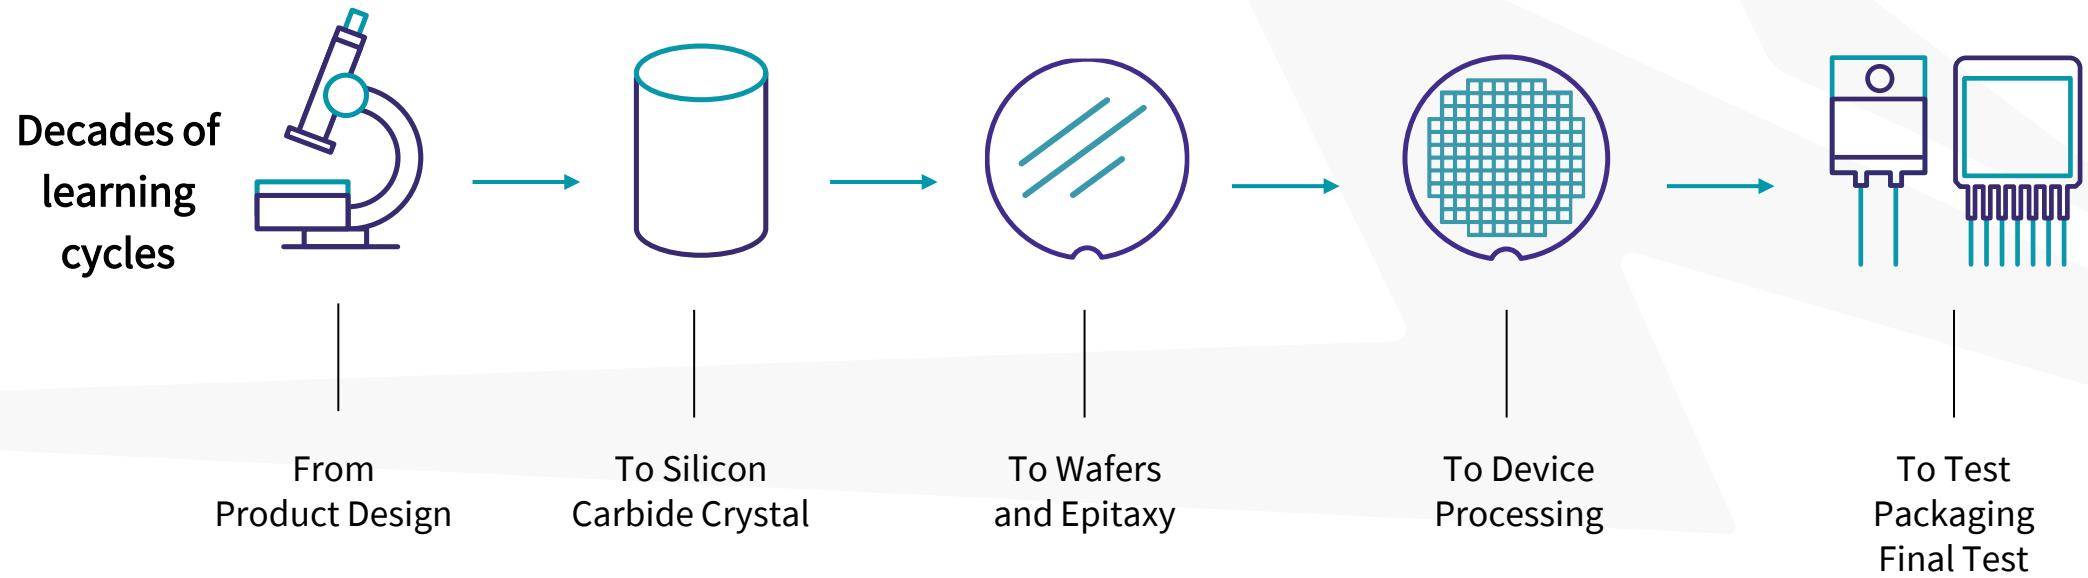 Decades of
learning
cycles
From
Product Design
To Silicon
Carbide Crystal
To Wafers
and Epitaxy
To Device
Processing
To Test
Packaging
Final Test